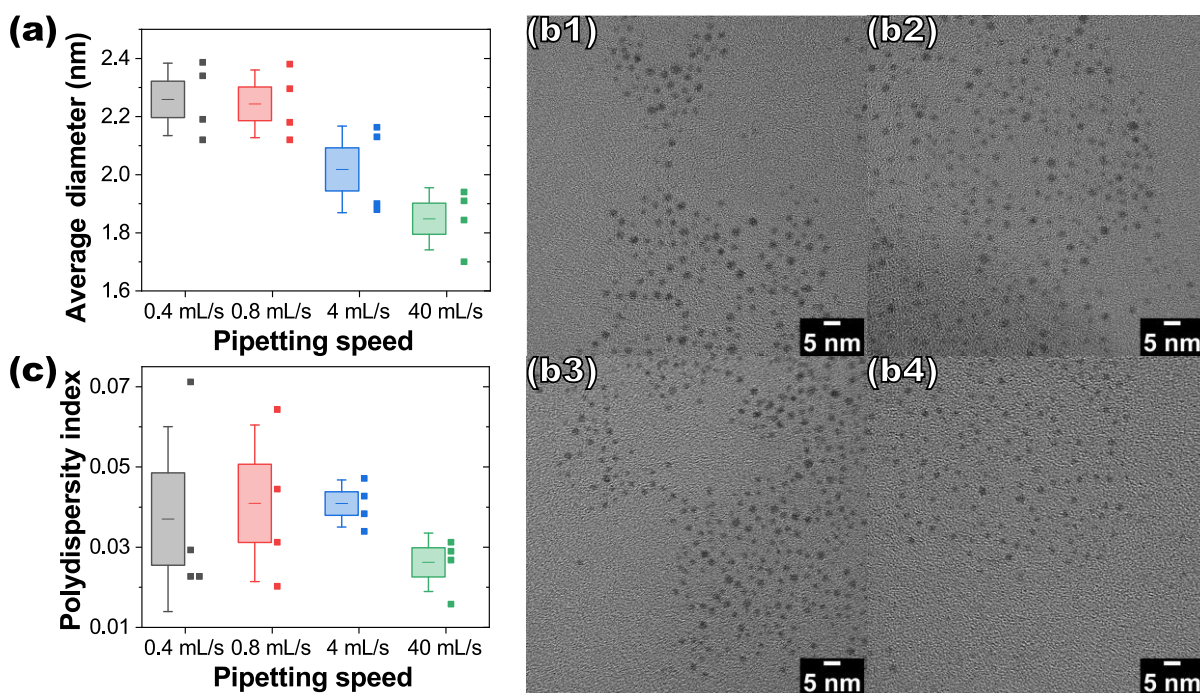 (a)
Average diameter (nm)
2.4
2.2
2.0
1.8
1.6
0.4 mL/s 0.8 mL/s 4 mL/s 40 mL/s
Pipetting speed
(b1)
5 nm
(b2)
5 nm
(c)
Polydispersity index
0.07
0.05
0.03
0.01
0.4 mL/s 0.8 mL/s 4 mL/s 40 mL/s
Pipetting speed
(b3)
5 nm
(b4)
5 nm